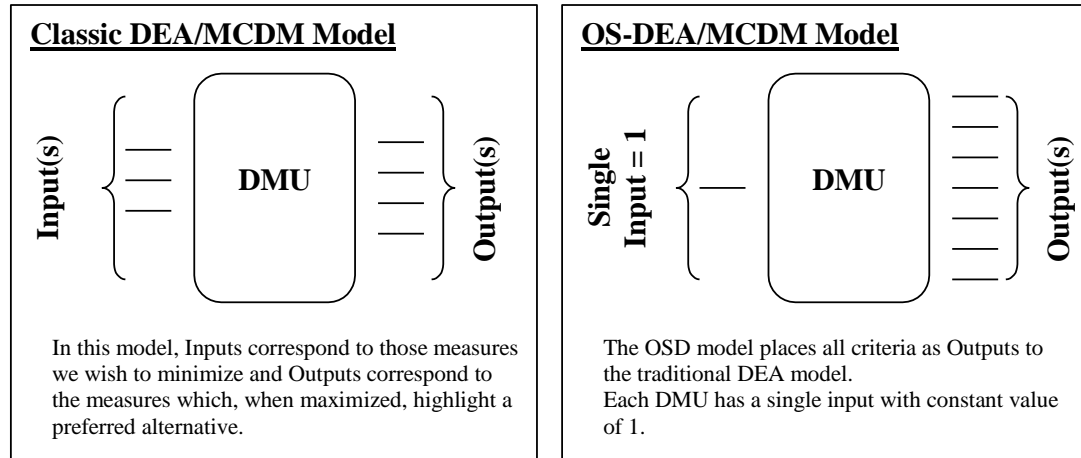 Classic DEA/MCDM Model
Input(s)
DMU
Output(s)
In this model, Inputs correspond to those measures
we wish to minimize and Outputs correspond to
the measures which, when maximized, highlight a
preferred alternative.
OS-DEA/MCDM Model
Single
Input = 1
DMU
Output(s)
The OSD model places all criteria as Outputs to
the traditional DEA model.
Each DMU has a single input with constant value
of 1.